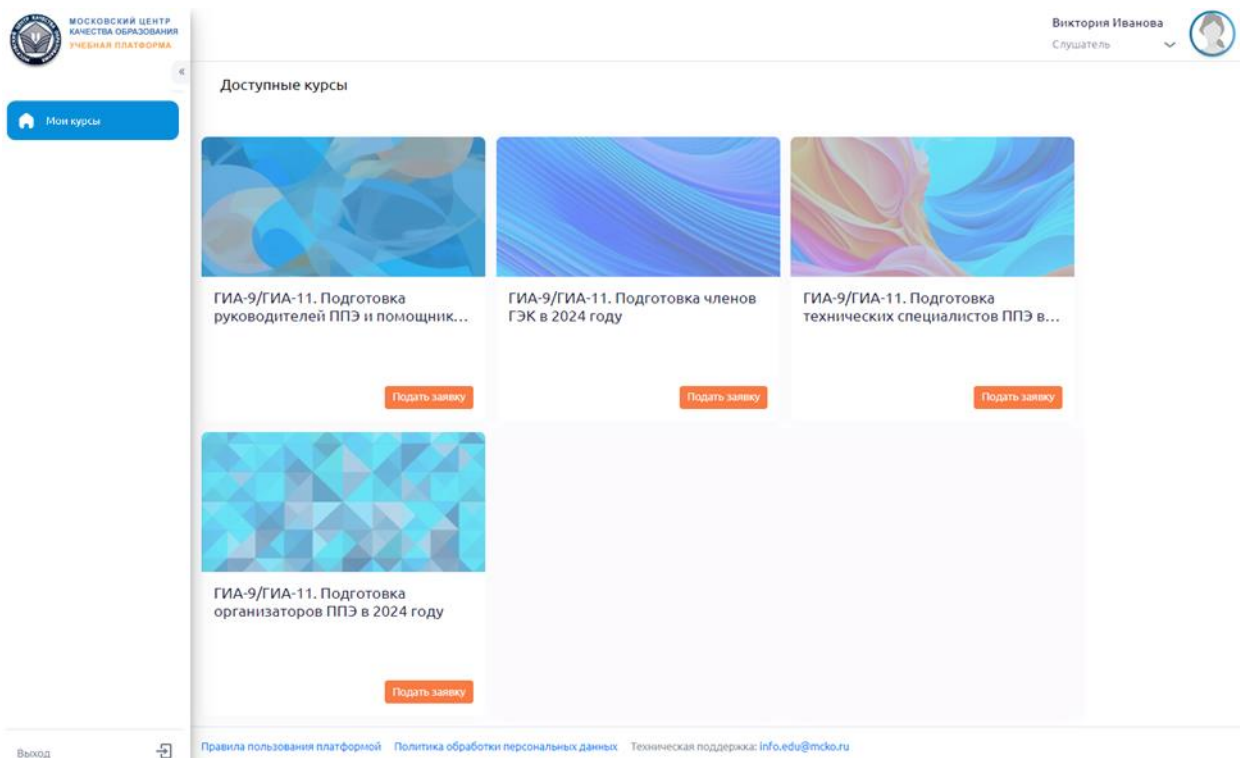 МОСКОВСКИЙ ЦЕНТР
КАЧЕСТВА ОБРАЗОВАНИЯ
УЧЕБНАЯ ПЛАТФОРМА
Виктория Иванова
Слушатель
«
Доступные курсы
Мои курсы
ГИА-9/ГИА-11. Подготовка
руководителей ППЭ и помощник...
Подать заявку
ГИА-9/ГИА-11. Подготовка членов
ГЭК в 2024 году
Подать заявку
ГИА-9/ГИА-11. Подготовка
технических специалистов ППЭ в...
Подать заявку
ГИА-9/ГИА-11. Подготовка
организаторов ППЭ в 2024 году
Подать заявку
Выход
Правила пользования платформой Политика обработки персональных данных Техническая поддержка: info.edu@mcko.ru